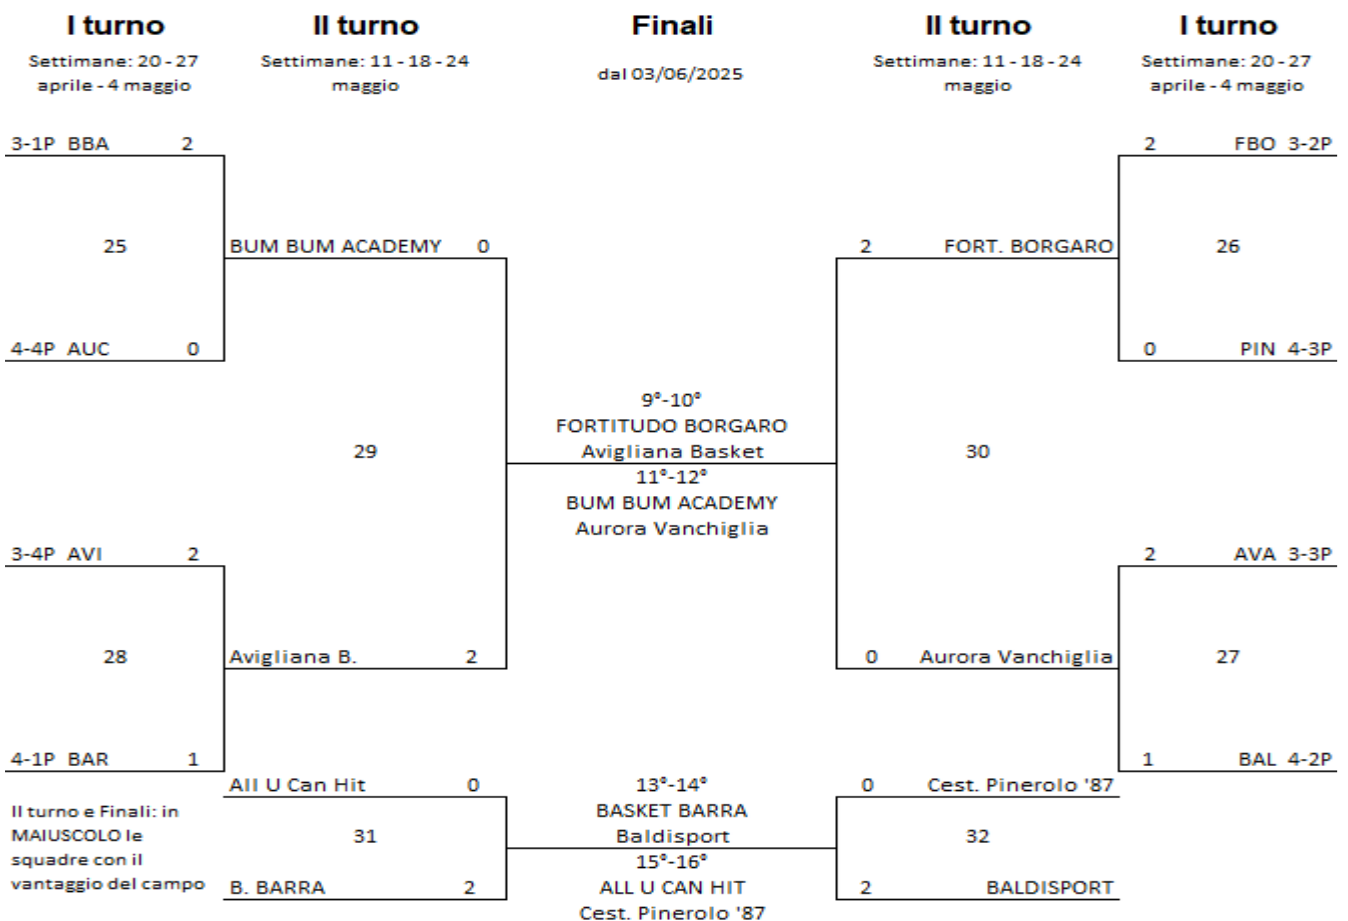 I turno
II turno
Finali
II turno
I turno
Settimane: 20 - 27
aprile - 4 maggio
Settimane: 11 - 18 - 24
maggio
dal 03/06/2025
Settimane: 11 - 18 - 24
maggio
Settimane: 20 - 27
aprile - 4 maggio
3-1P BBA 2
2 FBO 3-2P
25
BUM BUM ACADEMY 0
2 FORT. BORGARO
26
4-4P AUC 0
0 PIN 4-3P
9°-10°
FORTITUDO BORGARO
29
Avigliana Basket
30
11°-12°
BUM BUM ACADEMY
Aurora Vanchiglia
3-4P AVI 2
2 AVA 3-3P
28
Avigliana B. 2
0 Aurora Vanchiglia
27
4-1P BAR 1
1 BAL 4-2P
All U Can Hit 0
13°-14°
0 Cest. Pinerolo '87
II turno e Finali: in
MAIUSCOLO le
squadre con il
vantaggio del campo
BASKET BARRA
31
Baldisport
32
15°-16°
B. BARRA 2
ALL U CAN HIT
2 BALDISPORT
Cest. Pinerolo '87